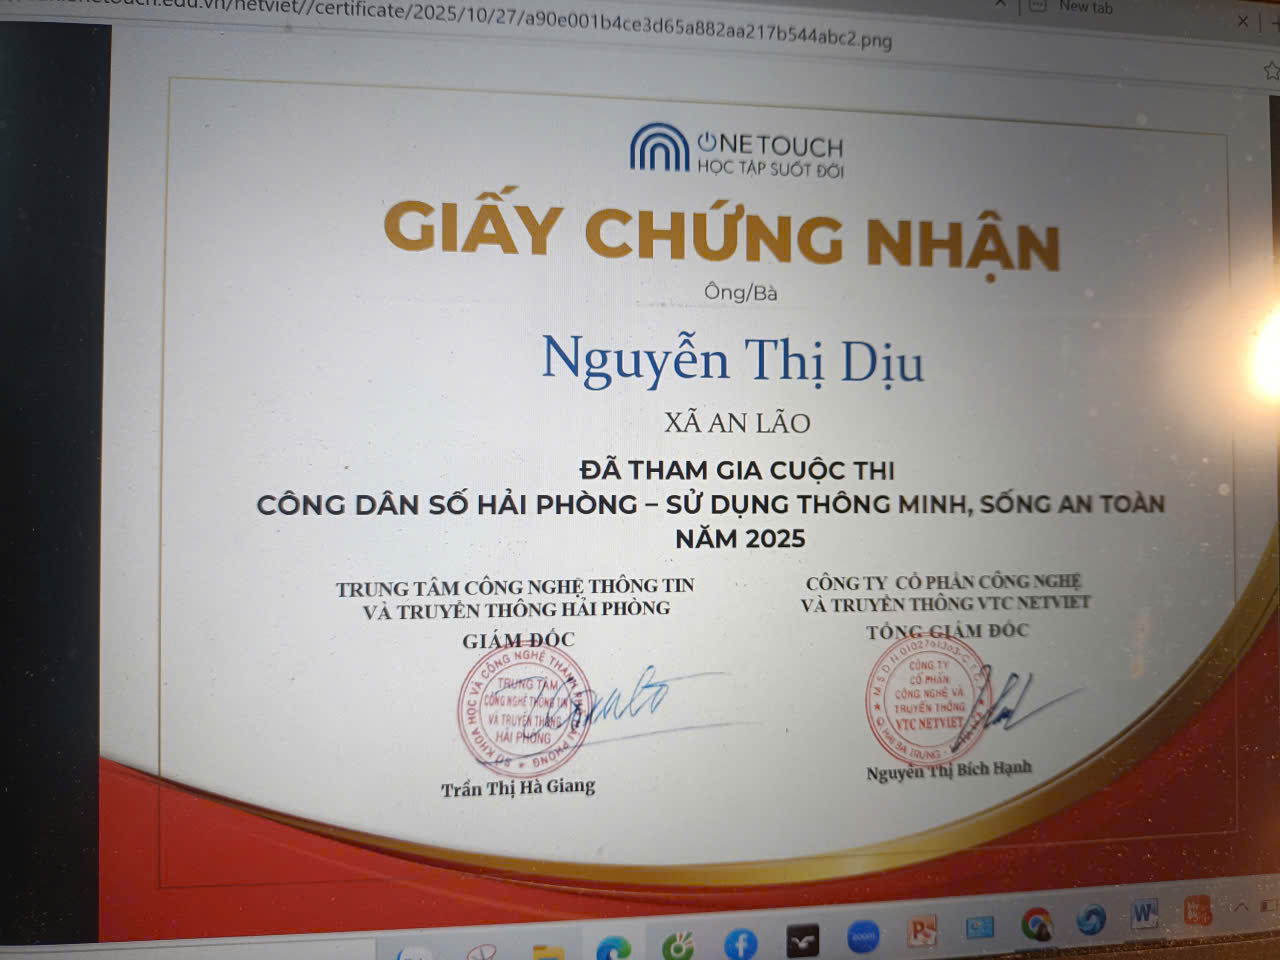 netviet//certificate/2025/10/27/a90e001b4ce3d65a882aa217b544abc2.png
New tab
ONE TOUCH
HỌC TẬP SUỐT ĐỜI
GIẤY CHỨNG NHẬN
Ông/Bà
Nguyễn Thị Dịu
XÃ AN LÃO
ĐÃ THAM GIA CUỘC THI
CÔNG DÂN SỐ HẢI PHÒNG – SỬ DỤNG THÔNG MINH, SỐNG AN TOÀN
NĂM 2025
TRUNG TÂM CÔNG NGHỆ THÔNG TIN
VÀ TRUYỀN THÔNG HẢI PHÒNG
GIÁM ĐỐC
TRUNG TÂM
CÔNG NGHỆ THÔNG TIN
VÀ TRUYỀN THÔNG
HẢI PHÒNG
Trần Thị Hà Giang
CÔNG TY CỔ PHẦN CÔNG NGHỆ
VÀ TRUYỀN THÔNG VTC NETVIET
TỔNG GIÁM ĐỐC
CÔNG TY
CỔ PHẦN
CÔNG NGHỆ VÀ
TRUYỀN THÔNG
VTC NETVIET
Nguyễn Thị Bích Hạnh
zoom